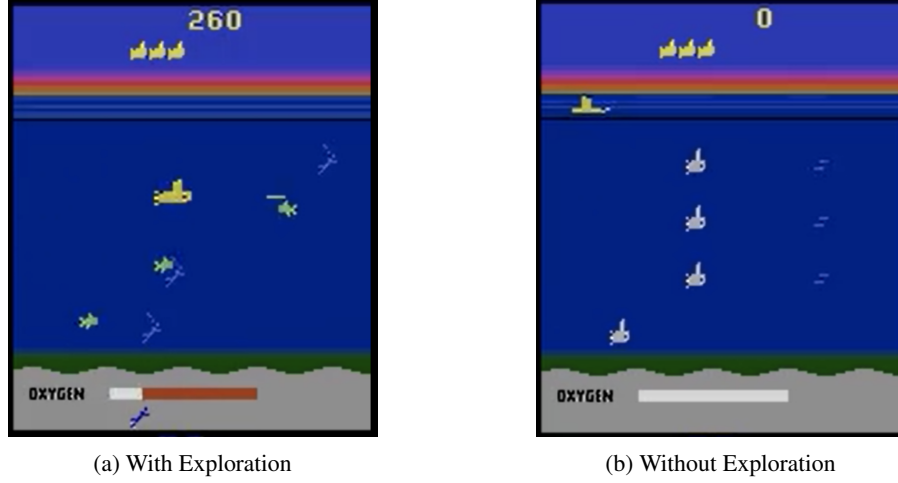 260
0
OXYGEN
OXYGEN
(a) With Exploration
(b) Without Exploration